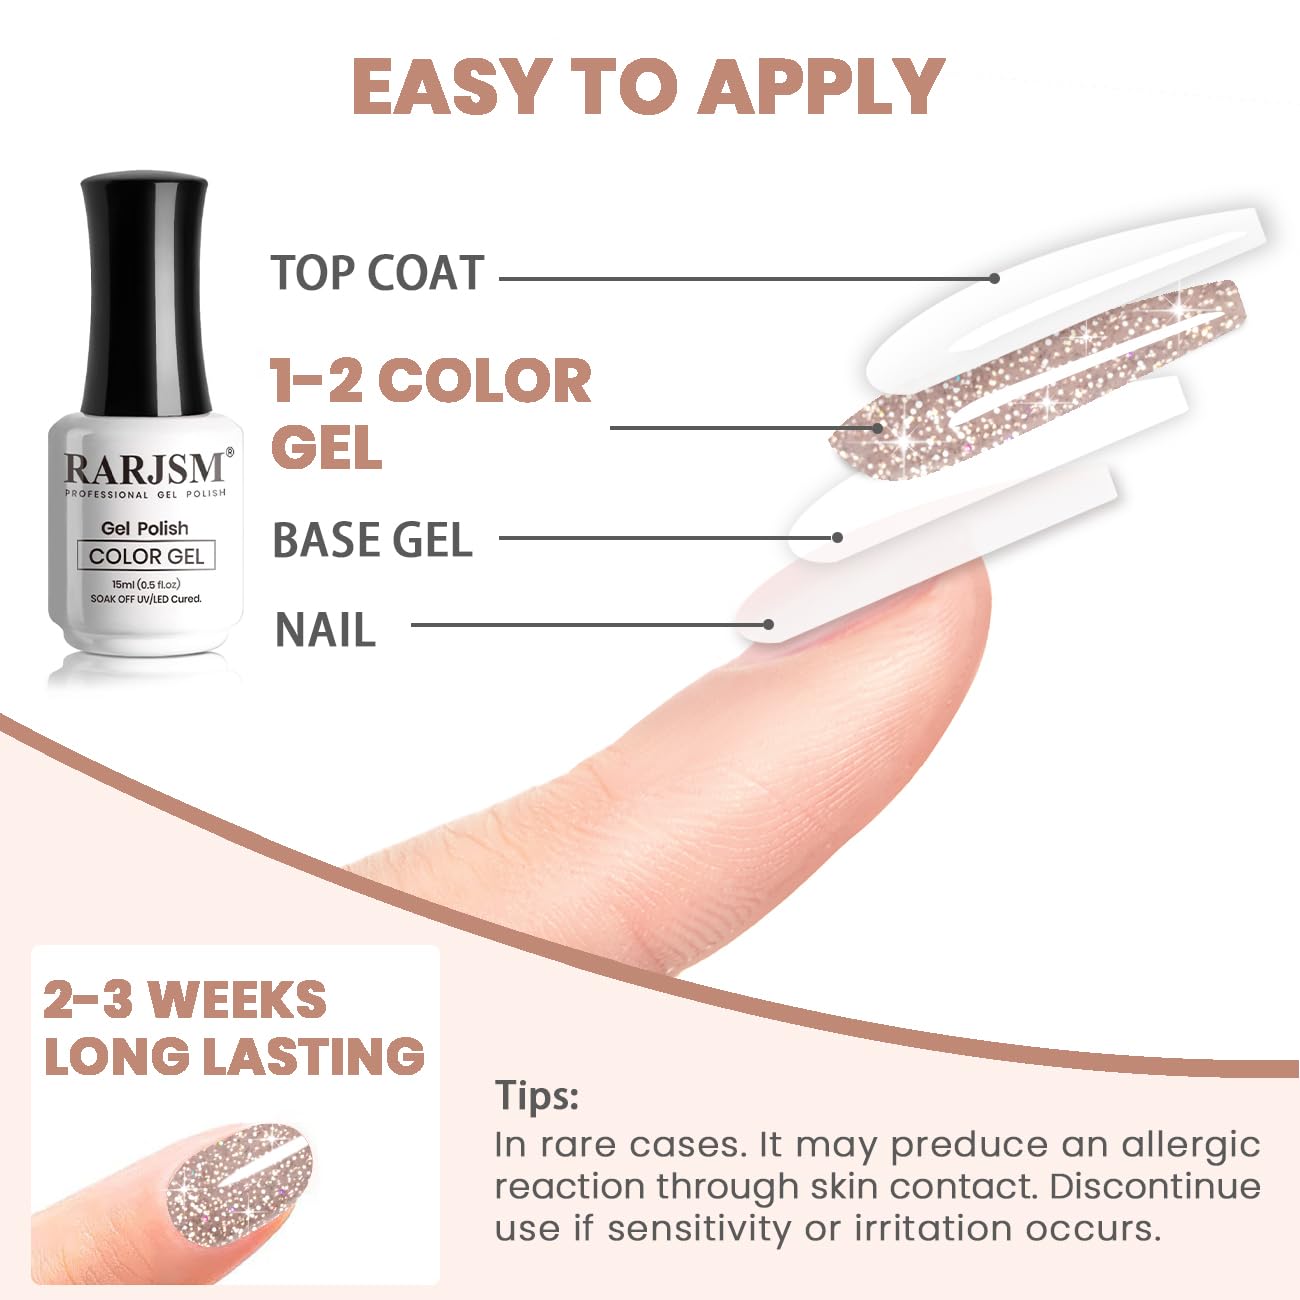 EASY TO APPLY
TOP COAT
1-2 COLOR
GEL
BASE GEL
NAIL
RARJSM®
PROFESSIONAL GEL POLISH
Gel Polish
COLOR GEL
15ml (0.5 fl.oz)
SOAK OFF UV/LED Cured.
2-3 WEEKS
LONG LASTING
Tips:
In rare cases. It may preduce an allergic
reaction through skin contact. Discontinue
use if sensitivity or irritation occurs.